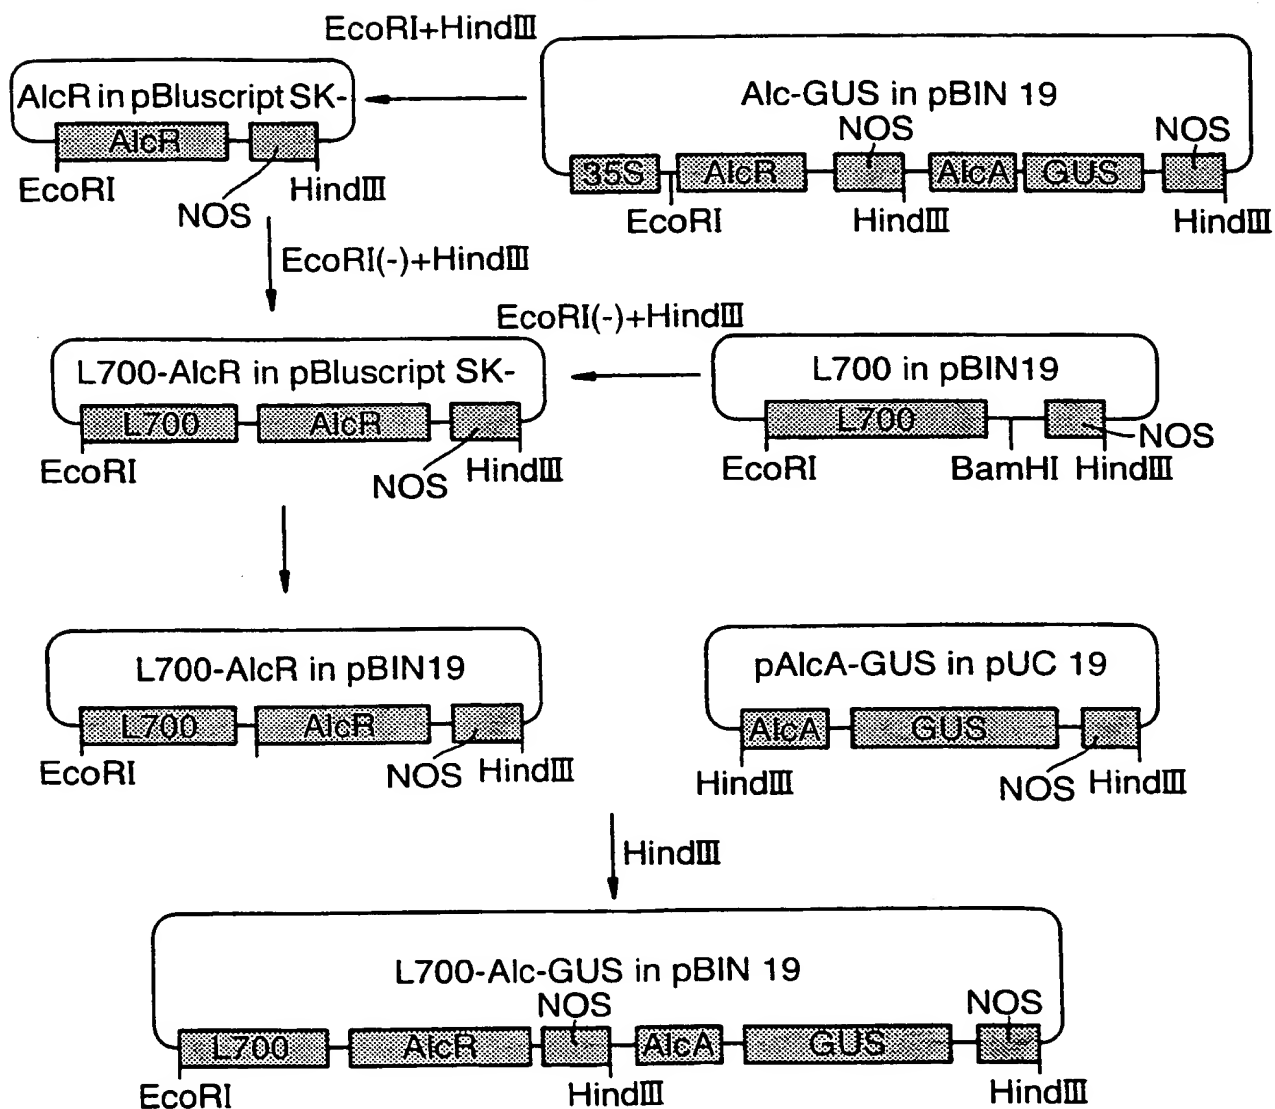 EcoRI+HindⅢ
AlcR in pBluscript SK-
AlcR
EcoRI
NOS
HindⅢ
Alc-GUS in pBIN 19
NOS
NOS
35S
AlcR
AlcA
GUS
EcoRI
HindⅢ
HindⅢ
EcoRI(-)+HindⅢ
EcoRI(-)+HindⅢ
L700-AlcR in pBluscript SK-
L700
AlcR
EcoRI
NOS
HindⅢ
L700 in pBIN19
L700
NOS
EcoRI
BamHI
HindⅢ
L700-AlcR in pBIN19
L700
AlcR
EcoRI
NOS
HindⅢ
pAlcA-GUS in pUC 19
AlcA
GUS
HindⅢ
NOS
HindⅢ
HindⅢ
L700-Alc-GUS in pBIN 19
NOS
NOS
L700
AlcR
AlcA
GUS
EcoRI
HindⅢ
HindⅢ